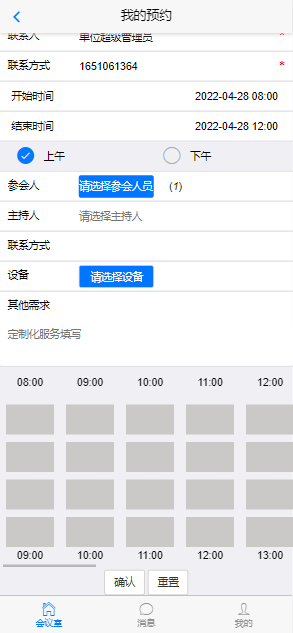 我的预约
联系人 单位超级管理员 *
联系方式 1651061364 *
开始时间 2022-04-28 08:00
结束时间 2022-04-28 12:00
上午 下午
参会人 请选择参会人员 (1)
主持人 请选择主持人
联系方式
设备 请选择设备
其他需求
定制化服务填写
08:00 09:00 10:00 11:00 12:00
09:00 10:00 11:00 12:00 13:00
确认 重置
会议室 消息 我的